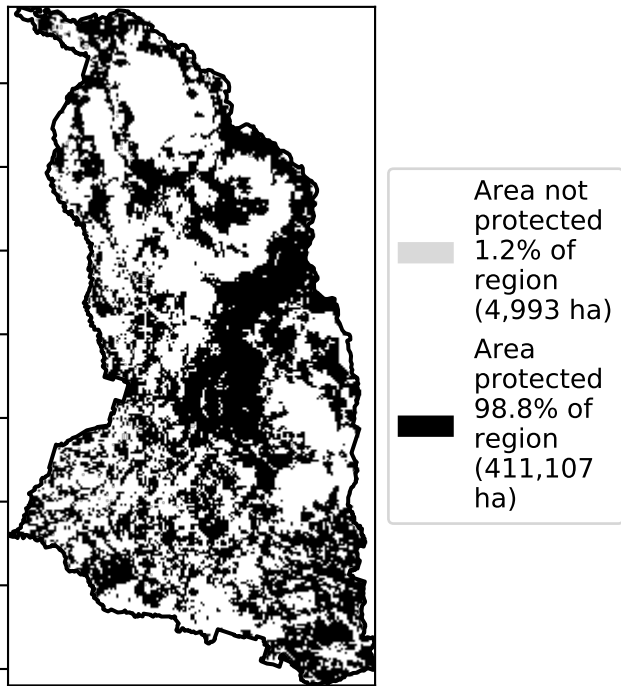 Area not
protected
1.2% of
region
(4,993 ha)
Area
protected
98.8% of
region
(411,107
ha)